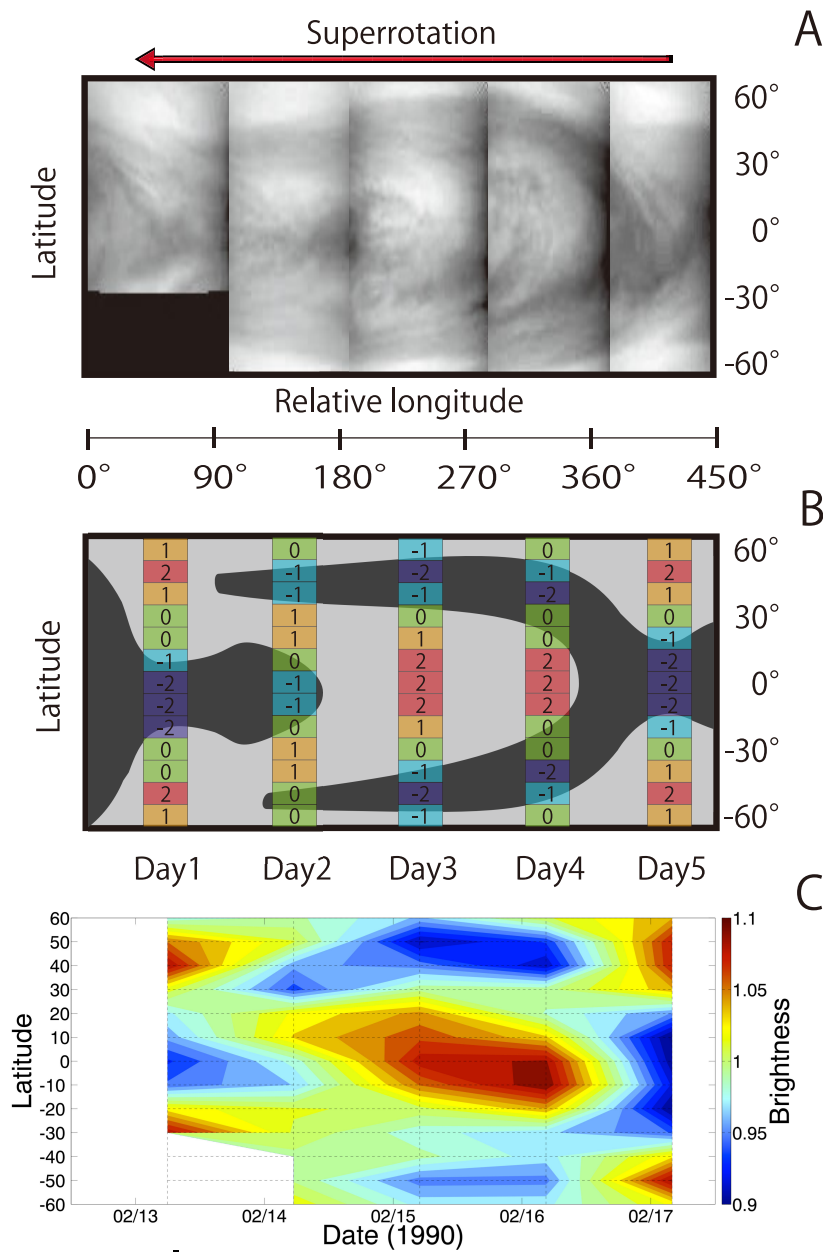 A
Superrotation
Latitude
60°
30°
0°
-30°
-60°
Relative longitude
0° 90° 180° 270° 360° 450°
B
Latitude
1 0 -1 0 1 60°
2 -1 -2 -1 2
1 -1 -1 -2 1
0 1 0 0 0 30°
0 1 1 0 -1
-1 0 2 2 -2
-2 -1 2 2 -2 0°
-2 -1 2 2 -2
-2 0 1 0 -1
0 1 0 0 0 -30°
0 1 -1 -2 1
2 0 -2 -1 2
1 0 -1 0 1 -60°
Day1 Day2 Day3 Day4 Day5
C
Latitude
60
50
40
30
20
10
0
-10
-20
-30
-40
-50
-60
02/13 02/14 02/15 02/16 02/17
Date (1990)
1.1
1.05
1
0.95
0.9
Brightness